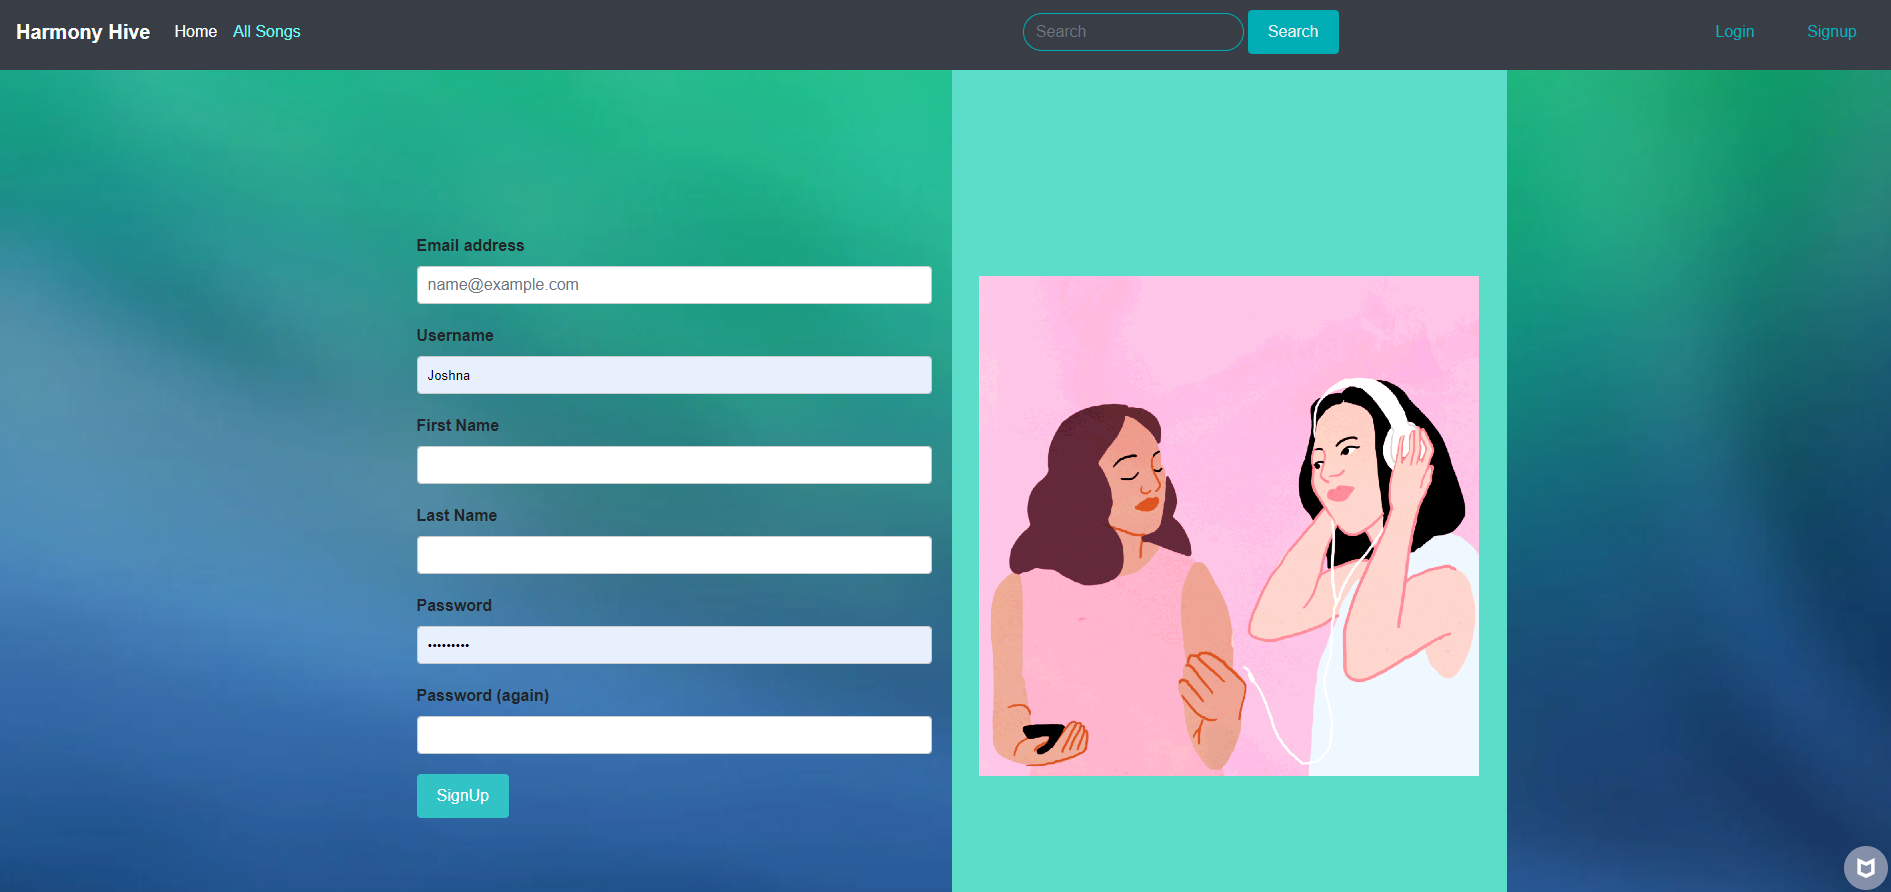 Harmony Hive Home All Songs Search Search Login Signup
Email address
name@example.com
Username
Joshna
First Name
Last Name
Password
•••••••••
Password (again)
SignUp